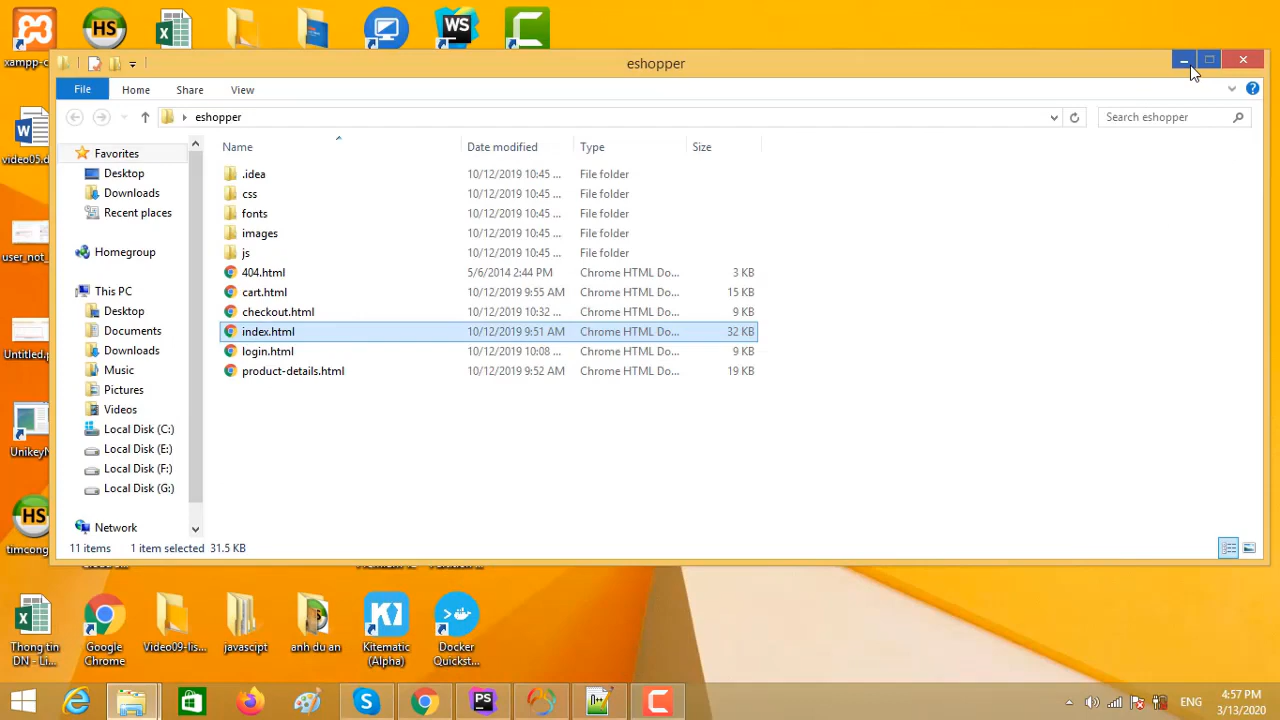 HS
WS
xampp-c
eshopper
File
Home
Share
View
eshopper
Search eshopper
Name
Date modified
Type
Size
Favorites
Desktop
Downloads
Recent places
Homegroup
This PC
Desktop
Documents
Downloads
Music
Pictures
Videos
Local Disk (C:)
Local Disk (E:)
Local Disk (F:)
Local Disk (G:)
Network
.idea 10/12/2019 10:45 ... File folder
css 10/12/2019 10:45 ... File folder
fonts 10/12/2019 10:45 ... File folder
images 10/12/2019 10:45 ... File folder
js 10/12/2019 10:45 ... File folder
404.html 5/6/2014 2:44 PM Chrome HTML Do... 3 KB
cart.html 10/12/2019 9:55 AM Chrome HTML Do... 15 KB
checkout.html 10/12/2019 10:32 ... Chrome HTML Do... 9 KB
index.html 10/12/2019 9:51 AM Chrome HTML Do... 32 KB
login.html 10/12/2019 10:08 ... Chrome HTML Do... 9 KB
product-details.html 10/12/2019 9:52 AM Chrome HTML Do... 19 KB
11 items 1 item selected 31.5 KB
video05.d
user_not_
Untitled.p
UnikeyN
HS
timcong
Thong tin
DN - Li...
Google
Chrome
Video09-lis...
javascipt
anh du an
Kitematic
(Alpha)
Docker
Quickst...
PS
ENG
4:57 PM
3/13/2020